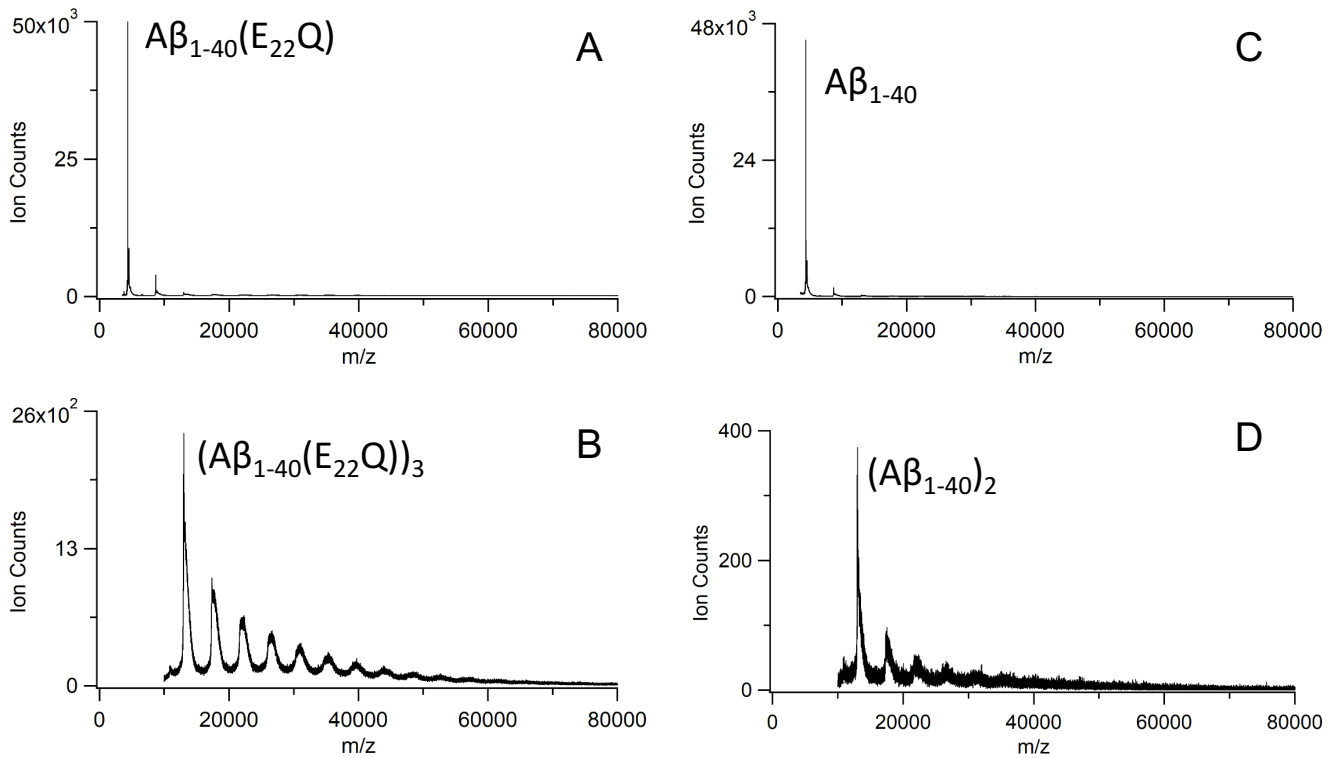 50x10³
Aβ₁₋₄₀(E₂₂Q)
A
25
0
Ion Counts
0 20000 40000 60000 80000
m/z
48x10³
C
Aβ₁₋₄₀
24
0
Ion Counts
0 20000 40000 60000 80000
m/z
26x10²
B
(Aβ₁₋₄₀(E₂₂Q))₃
13
0
Ion Counts
0 20000 40000 60000 80000
m/z
400
D
(Aβ₁₋₄₀)₂
200
0
Ion Counts
0 20000 40000 60000 80000
m/z